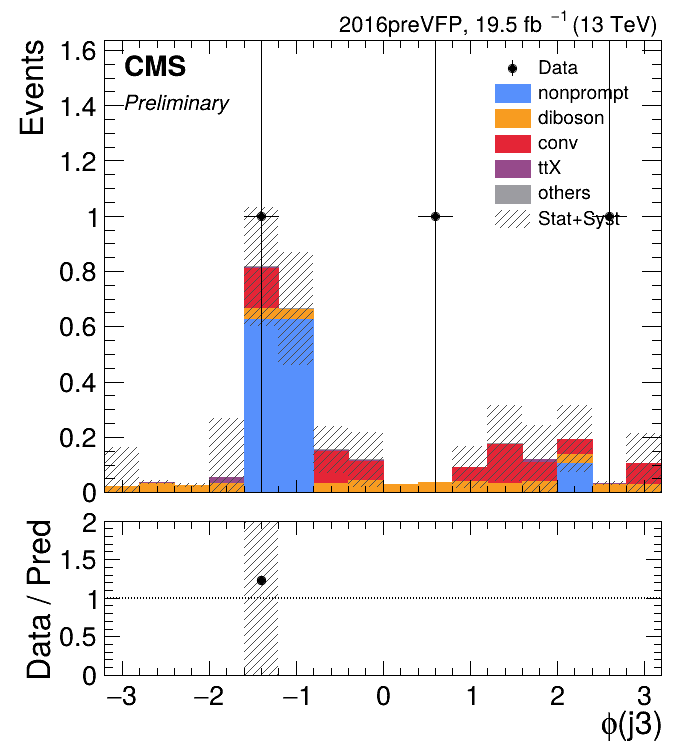 2016preVFP, 19.5 fb⁻¹ (13 TeV)
CMS
Preliminary
Data
nonprompt
diboson
conv
ttX
others
Stat+Syst
Events
1.6
1.4
1.2
1
0.8
0.6
0.4
0.2
0
Data / Pred
2
1.5
1
0.5
0
−3 −2 −1 0 1 2 3
ϕ(j3)